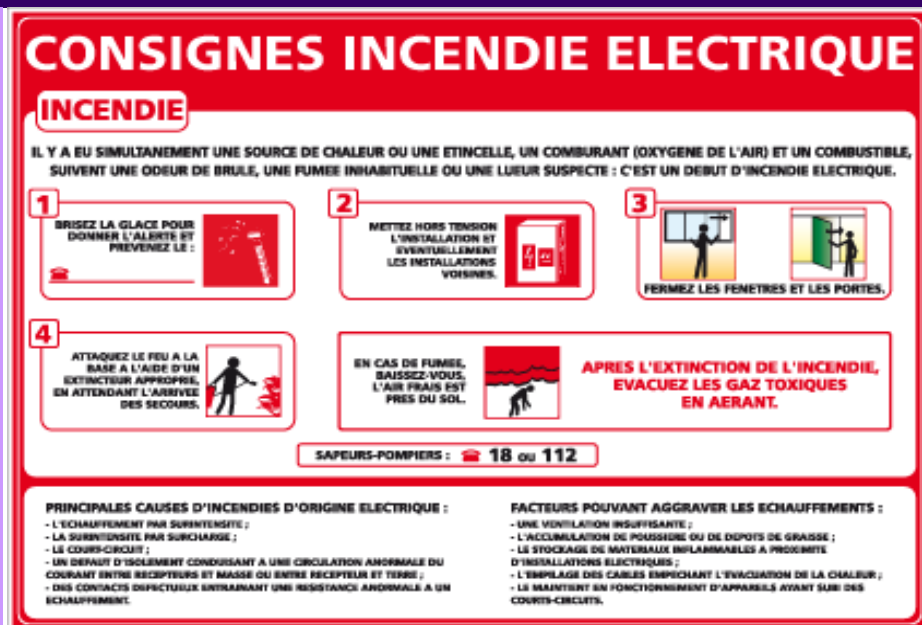 CONSIGNES INCENDIE ELECTRIQUE
INCENDIE
IL Y A EU SIMULTANEMENT UNE SOURCE DE CHALEUR OU UNE ETINCELLE, UN COMBURANT (OXYGENE DE L'AIR) ET UN COMBUSTIBLE,
SUIVENT UNE ODEUR DE BRULE, UNE FUMEE INHABITUELLE OU UNE LUEUR SUSPECTE : C'EST UN DEBUT D'INCENDIE ELECTRIQUE.
1
BRISEZ LA GLACE POUR
DONNER L'ALERTE ET
PREVENEZ LE :
2
METTEZ HORS TENSION
L'INSTALLATION ET
EVENTUELLEMENT
LES INSTALLATIONS
VOISINES.
3
FERMEZ LES FENETRES ET LES PORTES.
4
ATTAQUEZ LE FEU A LA
BASE A L'AIDE D'UN
EXTINCTEUR APPROPRIE,
EN ATTENDANT L'ARRIVEE
DES SECOURS.
EN CAS DE FUMEE,
BAISSEZ-VOUS,
L'AIR FRAIS EST
PRES DU SOL.
APRES L'EXTINCTION DE L'INCENDIE,
EVACUEZ LES GAZ TOXIQUES
EN AERANT.
SAPEURS-POMPIERS : ☎ 18 ou 112
PRINCIPALES CAUSES D'INCENDIES D'ORIGINE ELECTRIQUE :
- L'ECHAUFFEMENT PAR SURINTENSITE ;
- LA SURINTENSITE PAR SURCHARGE ;
- LE COURT-CIRCUIT ;
- UN DEFAUT D'ISOLEMENT CONDUISANT A UNE CIRCULATION ANORMALE DU
COURANT ENTRE RECEPTEURS ET MASSE OU ENTRE RECEPTEUR ET TERRE ;
- DES CONTACTS DEFECTUEUX ENTRAINANT UNE RESISTANCE ANORMALE A UN
ECHAUFFEMENT.
FACTEURS POUVANT AGGRAVER LES ECHAUFFEMENTS :
- UNE VENTILATION INSUFFISANTE ;
- L'ACCUMULATION DE POUSSIERE OU DE DEPOTS DE GRAISSE ;
- LE STOCKAGE DE MATERIAUX INFLAMMABLES A PROXIMITE
D'INSTALLATIONS ELECTRIQUES ;
- L'EMPILAGE DES CABLES EMPECHANT L'EVACUATION DE LA CHALEUR ;
- LE MAINTIENT EN FONCTIONNEMENT D'APPAREILS AYANT SUBI DES
COURTS-CIRCUITS.